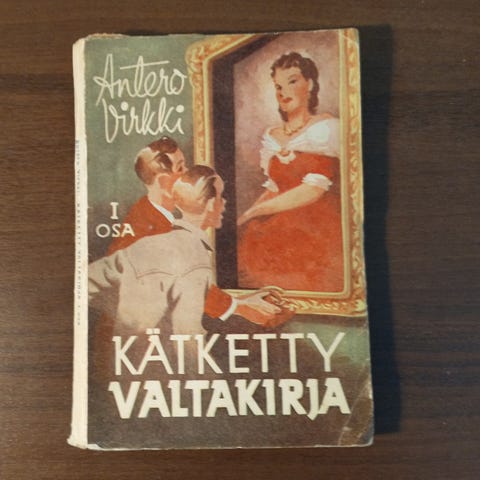 Antero
Virkki
I
OSA
KÄTKETTY
VALTAKIRJA